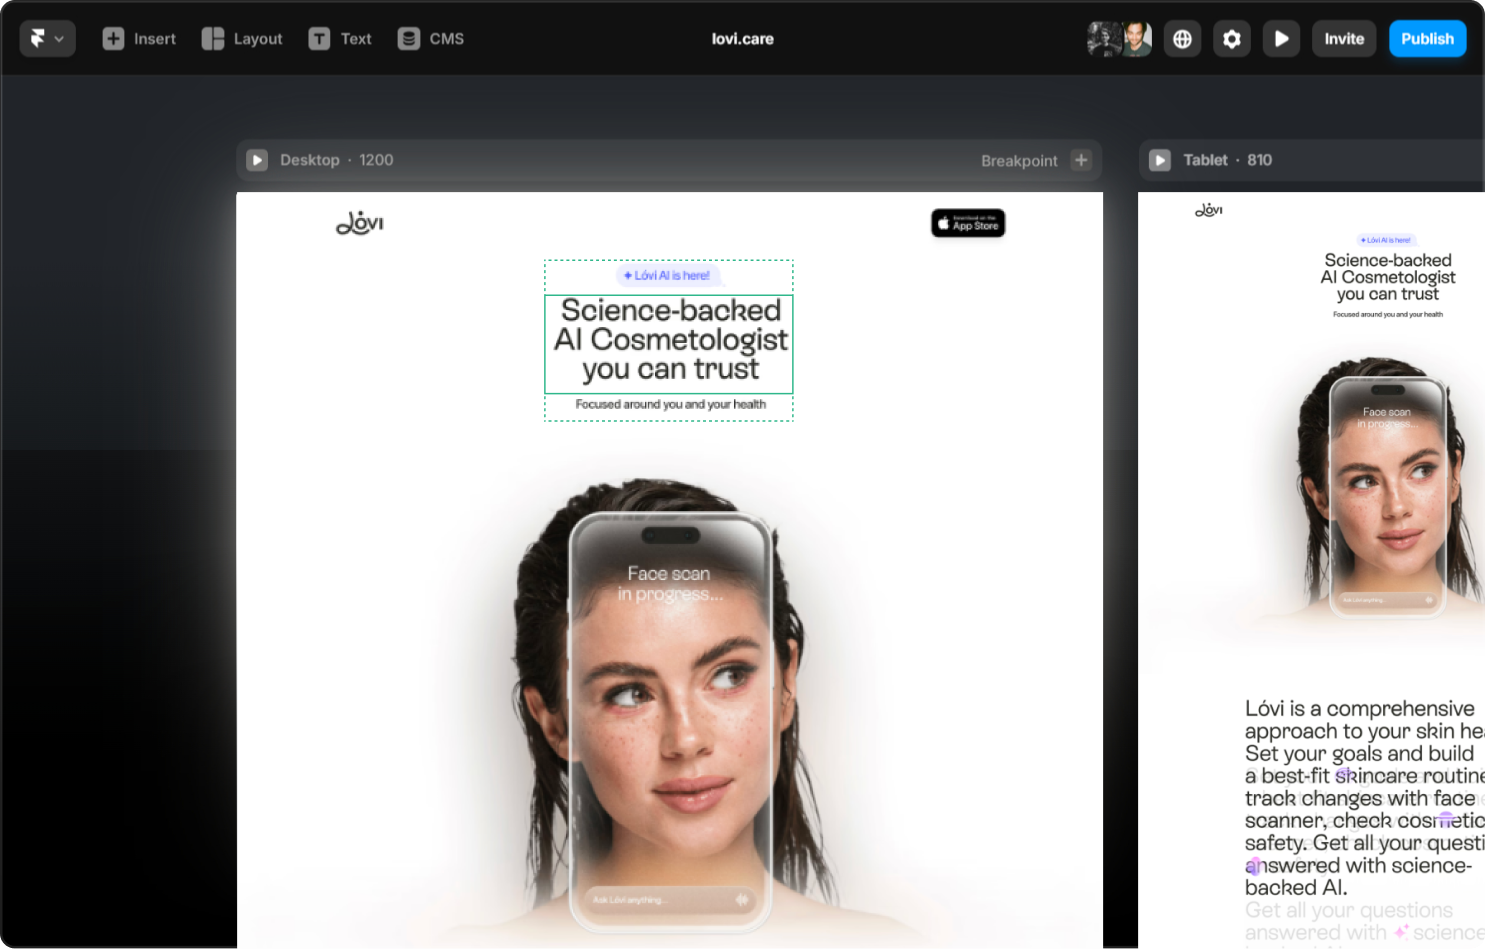 Insert
Layout
Text
CMS
lovi.care
Invite
Publish
Desktop · 1200
Breakpoint
Tablet · 810
Lóvi
Download on the
App Store
Lóvi AI is here!
Science-backed
AI Cosmetologist
you can trust
Focused around you and your health
Face scan
in progress...
Ask Lóvi anything...
Lóvi
Lóvi AI is here!
Science-backed
AI Cosmetologist
you can trust
Focused around you and your health
Face scan
in progress...
Ask Lóvi anything...
Lóvi is a comprehensive
approach to your skin hea
Set your goals and build
a best-fit skincare routine
track changes with face
scanner, check cosmetic
safety. Get all your questi
answered with science-
backed AI.
Get all your questions
answered with science